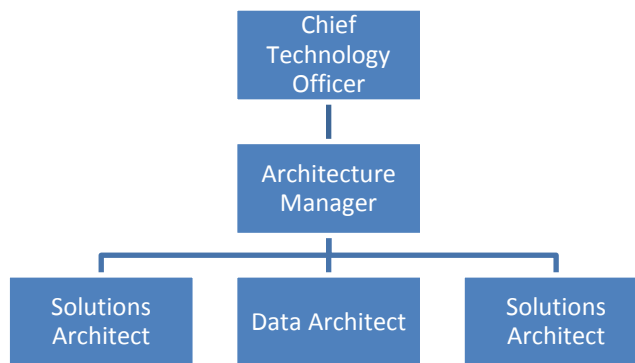 Chief
Technology
Officer
Architecture
Manager
Solutions
Architect
Data Architect
Solutions
Architect